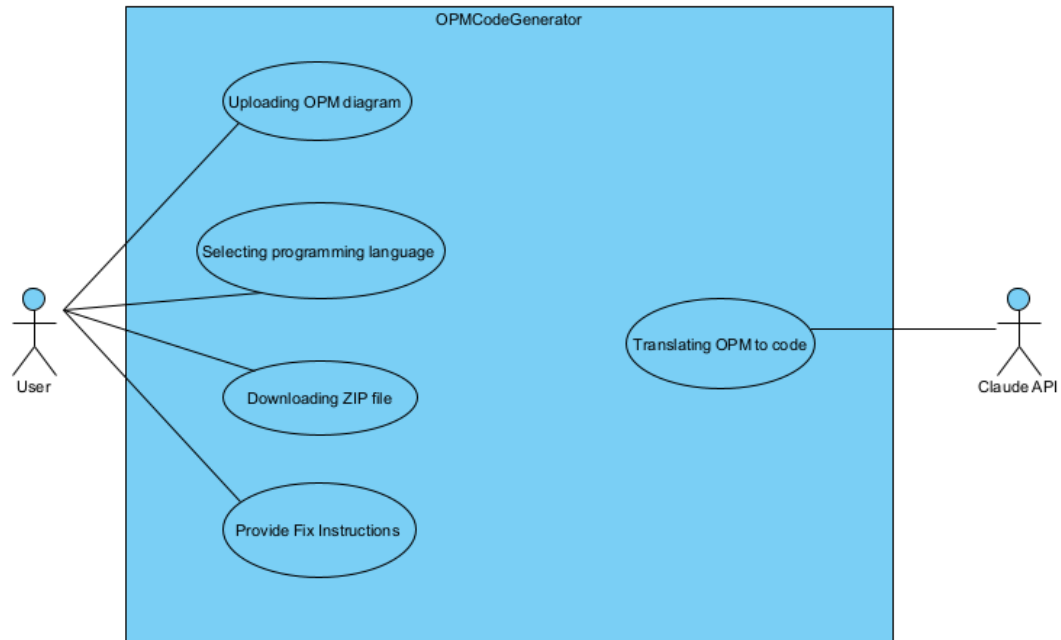 OPMCodeGenerator
Uploading OPM diagram
Selecting programming language
Translating OPM to code
User
Claude API
Downloading ZIP file
Provide Fix Instructions